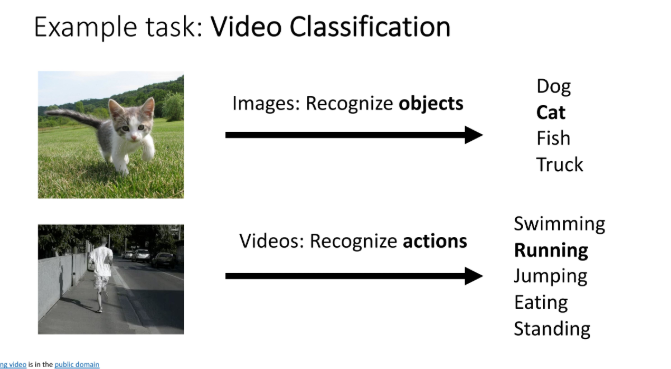 Example task: Video Classification
Images: Recognize objects
Dog
Cat
Fish
Truck
Videos: Recognize actions
Swimming
Running
Jumping
Eating
Standing
ng video is in the public domain